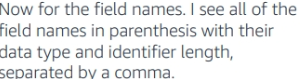 Now for the field names. I see all of the
field names in parenthesis with their
data type and identifier length,
separated by a comma.